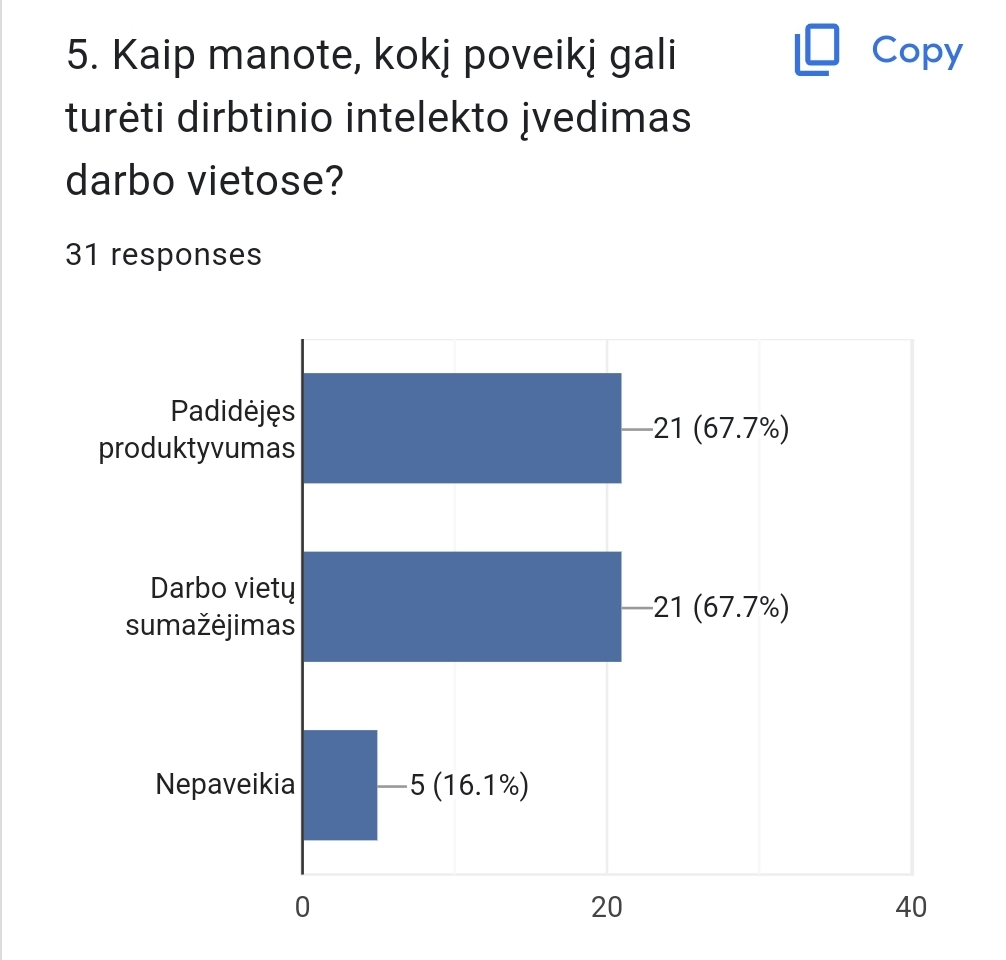 5. Kaip manote, kokį poveikį gali
turėti dirbtinio intelekto įvedimas
darbo vietose?
Copy
31 responses
Padidėjęs
produktyvumas
21 (67.7%)
Darbo vietų
sumažėjimas
21 (67.7%)
Nepaveikia
5 (16.1%)
0
20
40